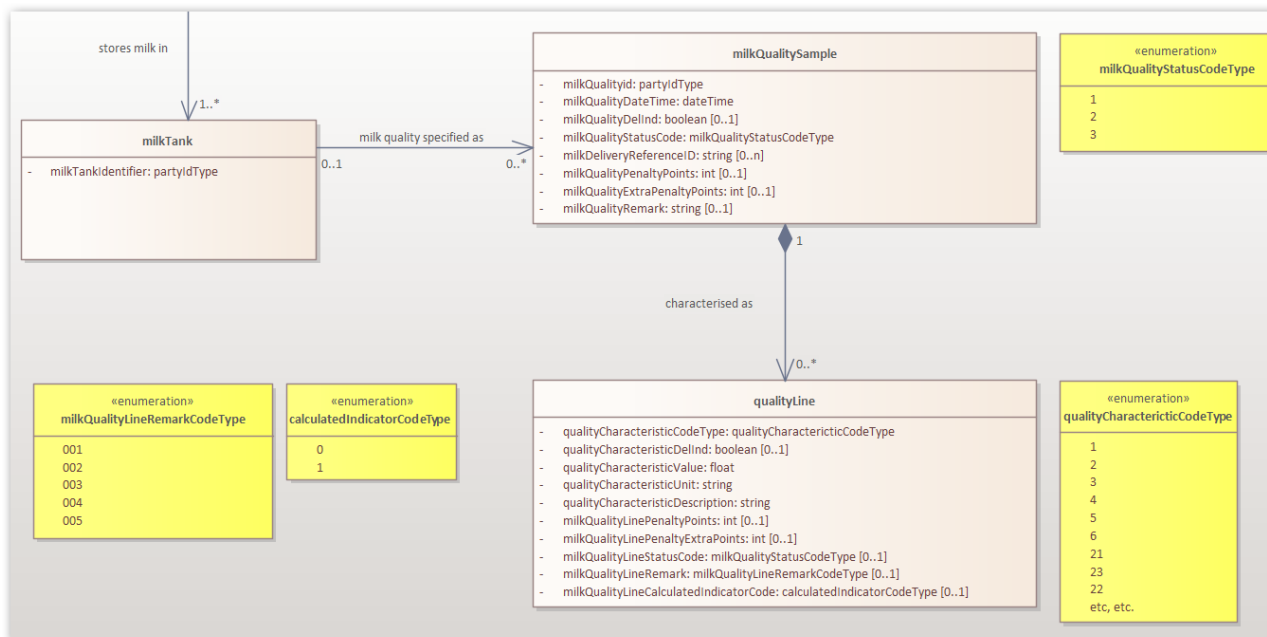 stores milk in
1..*
milkTank
- milkTankIdentifier: partyIdType
milk quality specified as
0..1
0..*
milkQualitySample
- milkQualityid: partyIdType
- milkQualityDateTime: dateTime
- milkQualityDelInd: boolean [0..1]
- milkQualityStatusCode: milkQualityStatusCodeType
- milkDeliveryReferenceID: string [0..n]
- milkQualityPenaltyPoints: int [0..1]
- milkQualityExtraPenaltyPoints: int [0..1]
- milkQualityRemark: string [0..1]
«enumeration»
milkQualityStatusCodeType
1
2
3
1
characterised as
0..*
«enumeration»
milkQualityLineRemarkCodeType
001
002
003
004
005
«enumeration»
calculatedIndicatorCodeType
0
1
qualityLine
- qualityCharacteristicCodeType: qualityCharactericticCodeType
- qualityCharacteristicDelInd: boolean [0..1]
- qualityCharacteristicValue: float
- qualityCharacteristicUnit: string
- qualityCharacteristicDescription: string
- milkQualityLinePenaltyPoints: int [0..1]
- milkQualityLinePenaltyExtraPoints: int [0..1]
- milkQualityLineStatusCode: milkQualityStatusCodeType [0..1]
- milkQualityLineRemark: milkQualityLineRemarkCodeType [0..1]
- milkQualityLineCalculatedIndicatorCode: calculatedIndicatorCodeType [0..1]
«enumeration»
qualityCharactericticCodeType
1
2
3
4
5
6
21
23
22
etc, etc.